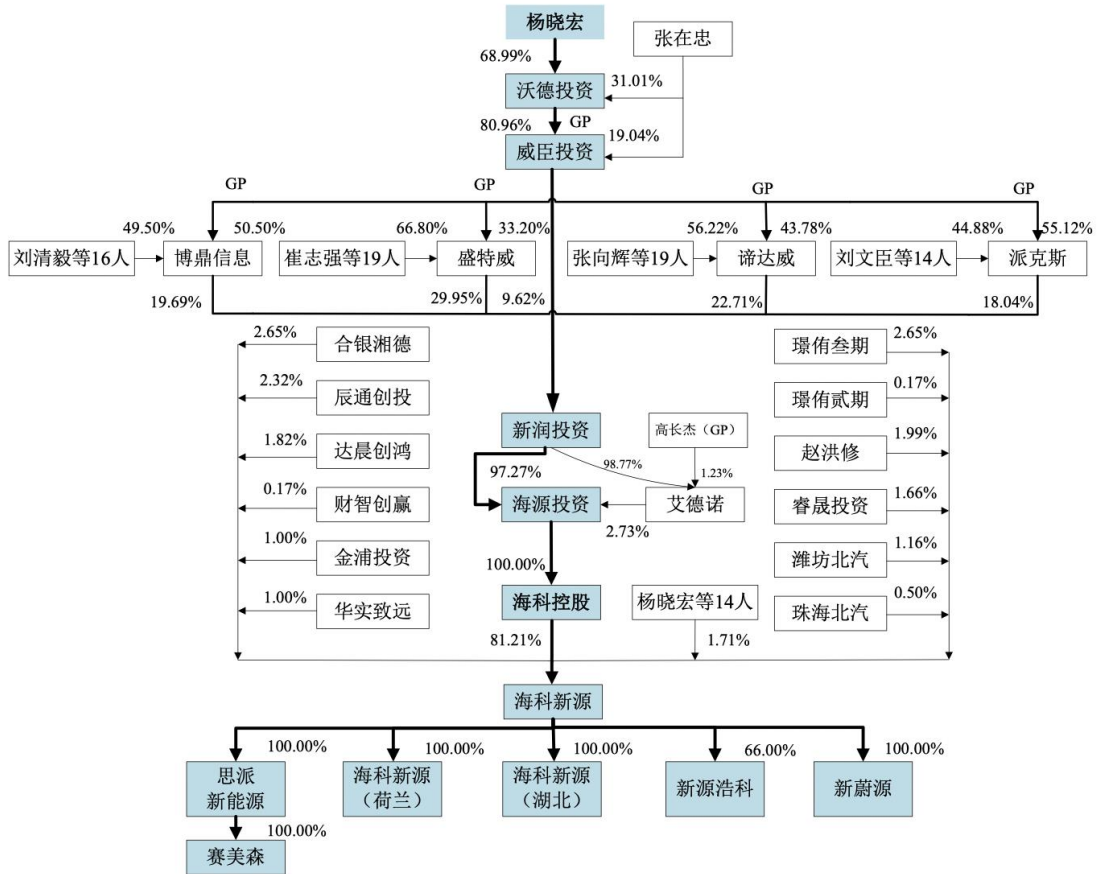 杨晓宏
张在忠
68.99%
31.01%
沃德投资
80.96%
GP
19.04%
威臣投资
GP
GP
GP
GP
49.50%
50.50%
66.80%
33.20%
56.22%
43.78%
44.88%
55.12%
刘清毅等16人
博鼎信息
崔志强等19人
盛特威
张向辉等19人
谛达威
刘文臣等14人
派克斯
19.69%
29.95%
9.62%
22.71%
18.04%
2.65%
合银湘德
璟侑叁期
2.65%
2.32%
辰通创投
璟侑贰期
0.17%
1.82%
达晨创鸿
新润投资
高长杰（GP）
赵洪修
1.99%
97.27%
98.77%
1.23%
0.17%
财智创赢
海源投资
艾德诺
睿晟投资
1.66%
2.73%
1.00%
金浦投资
100.00%
潍坊北汽
1.16%
1.00%
华实致远
海科控股
杨晓宏等14人
珠海北汽
0.50%
81.21%
1.71%
海科新源
100.00%
100.00%
100.00%
66.00%
100.00%
思派
新能源
海科新源
（荷兰）
海科新源
（湖北）
新源浩科
新蔚源
100.00%
赛美森